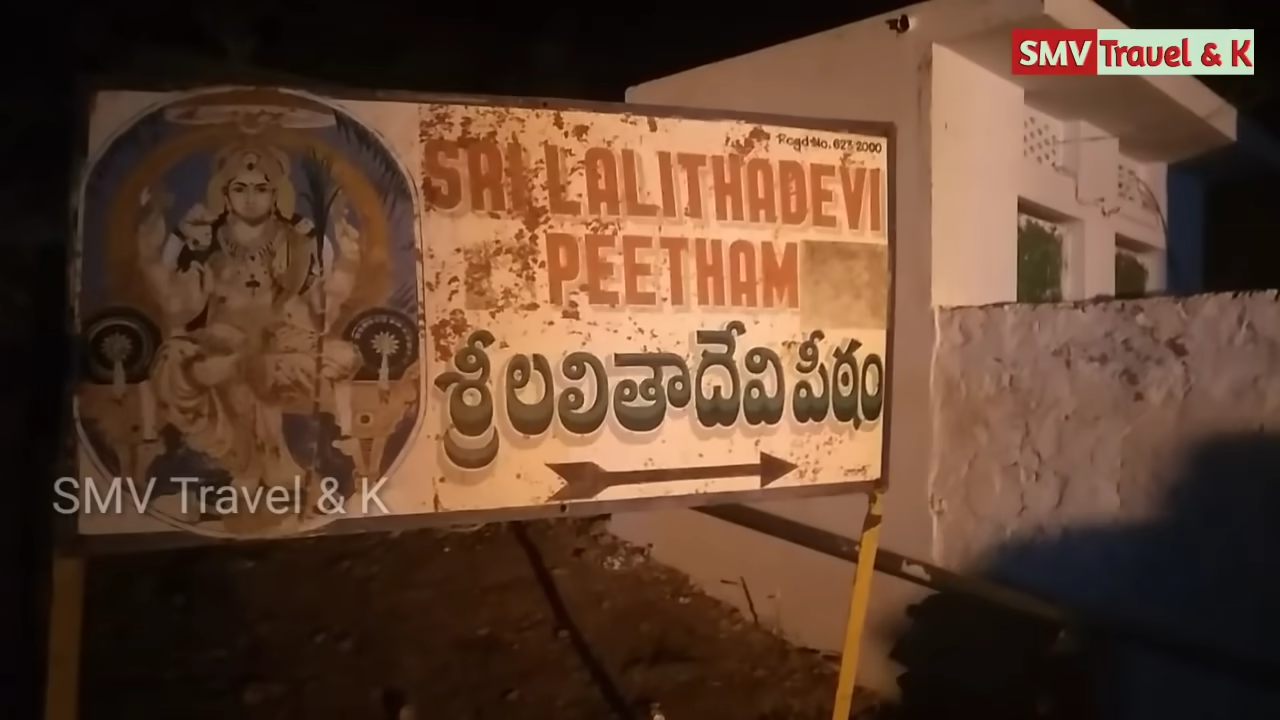 SMV Travel & K
Regd No. 623/2000
SRI LALITHADEVI
PEETHAM
శ్రీ లలితాదేవి పీఠం
SMV Travel & K